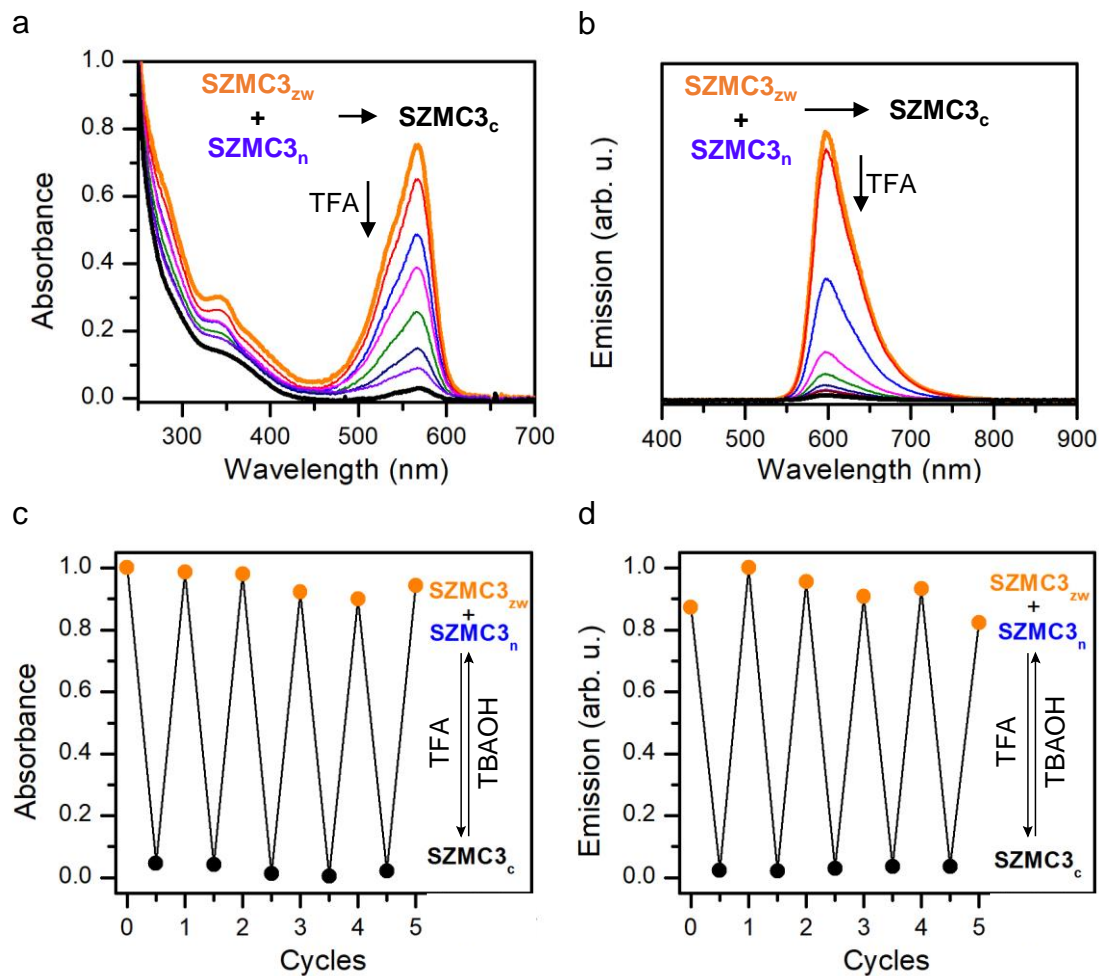 a
1.0
0.8
0.6
0.4
0.2
0.0
Absorbance
SZMC3zw
+
SZMC3n
SZMC3c
TFA
300 400 500 600 700
Wavelength (nm)
b
Emission (arb. u.)
SZMC3zw
+
SZMC3n
SZMC3c
TFA
400 500 600 700 800 900
Wavelength (nm)
c
1.0
0.8
0.6
0.4
0.2
0.0
Absorbance
SZMC3zw
+
SZMC3n
TFA
TBAOH
SZMC3c
0 1 2 3 4 5
Cycles
d
1.0
0.8
0.6
0.4
0.2
0.0
Emission (arb. u.)
SZMC3zw
+
SZMC3n
TFA
TBAOH
SZMC3c
0 1 2 3 4 5
Cycles